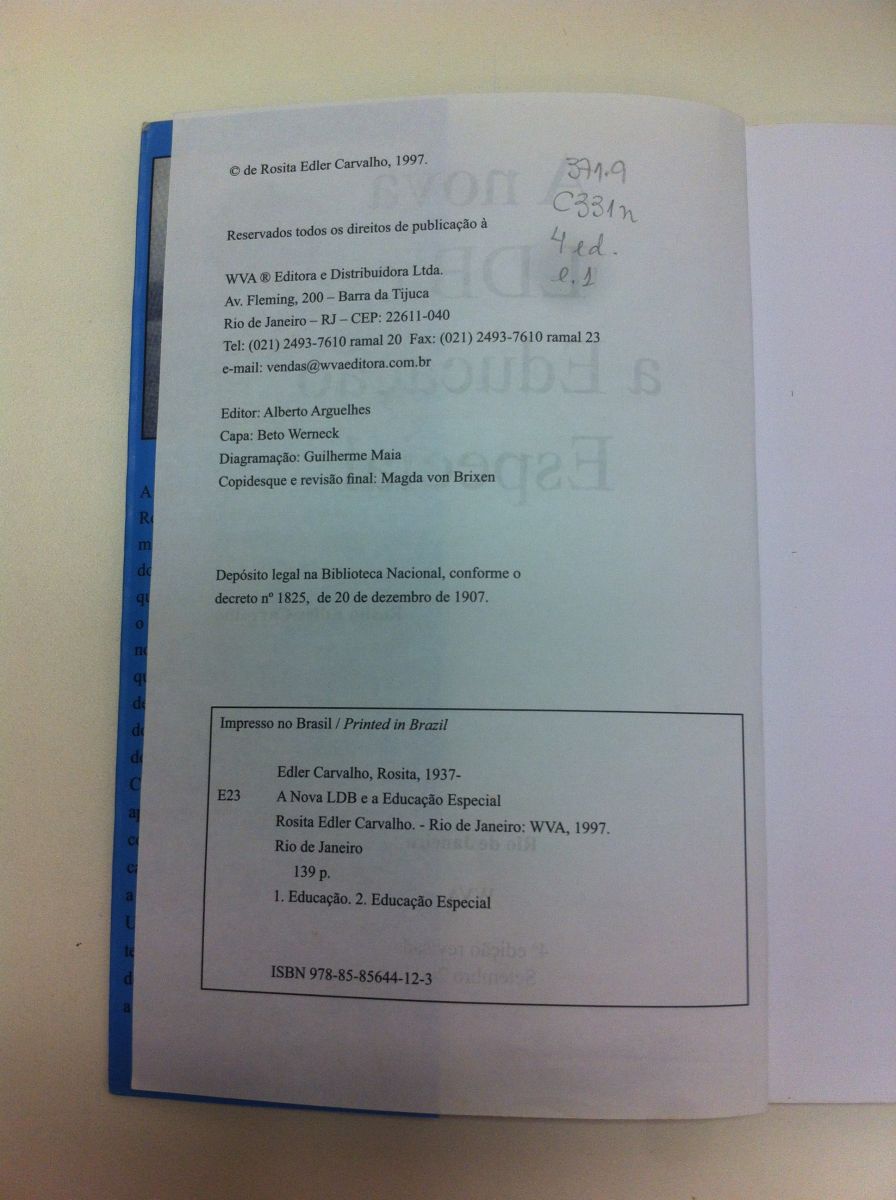 © de Rosita Edler Carvalho, 1997.
371.9
C331n
4 ed.
e.1
Reservados todos os direitos de publicação à
WVA ® Editora e Distribuidora Ltda.
Av. Fleming, 200 – Barra da Tijuca
Rio de Janeiro – RJ – CEP: 22611-040
Tel: (021) 2493-7610 ramal 20 Fax: (021) 2493-7610 ramal 23
e-mail: vendas@wvaeditora.com.br
Editor: Alberto Arguelhes
Capa: Beto Werneck
Diagramação: Guilherme Maia
Copidesque e revisão final: Magda von Brixen
Depósito legal na Biblioteca Nacional, conforme o
decreto nº 1825, de 20 de dezembro de 1907.
Impresso no Brasil / Printed in Brazil
Edler Carvalho, Rosita, 1937-
E23 A Nova LDB e a Educação Especial
Rosita Edler Carvalho. - Rio de Janeiro: WVA, 1997.
Rio de Janeiro
139 p.
1. Educação. 2. Educação Especial
ISBN 978-85-85644-12-3